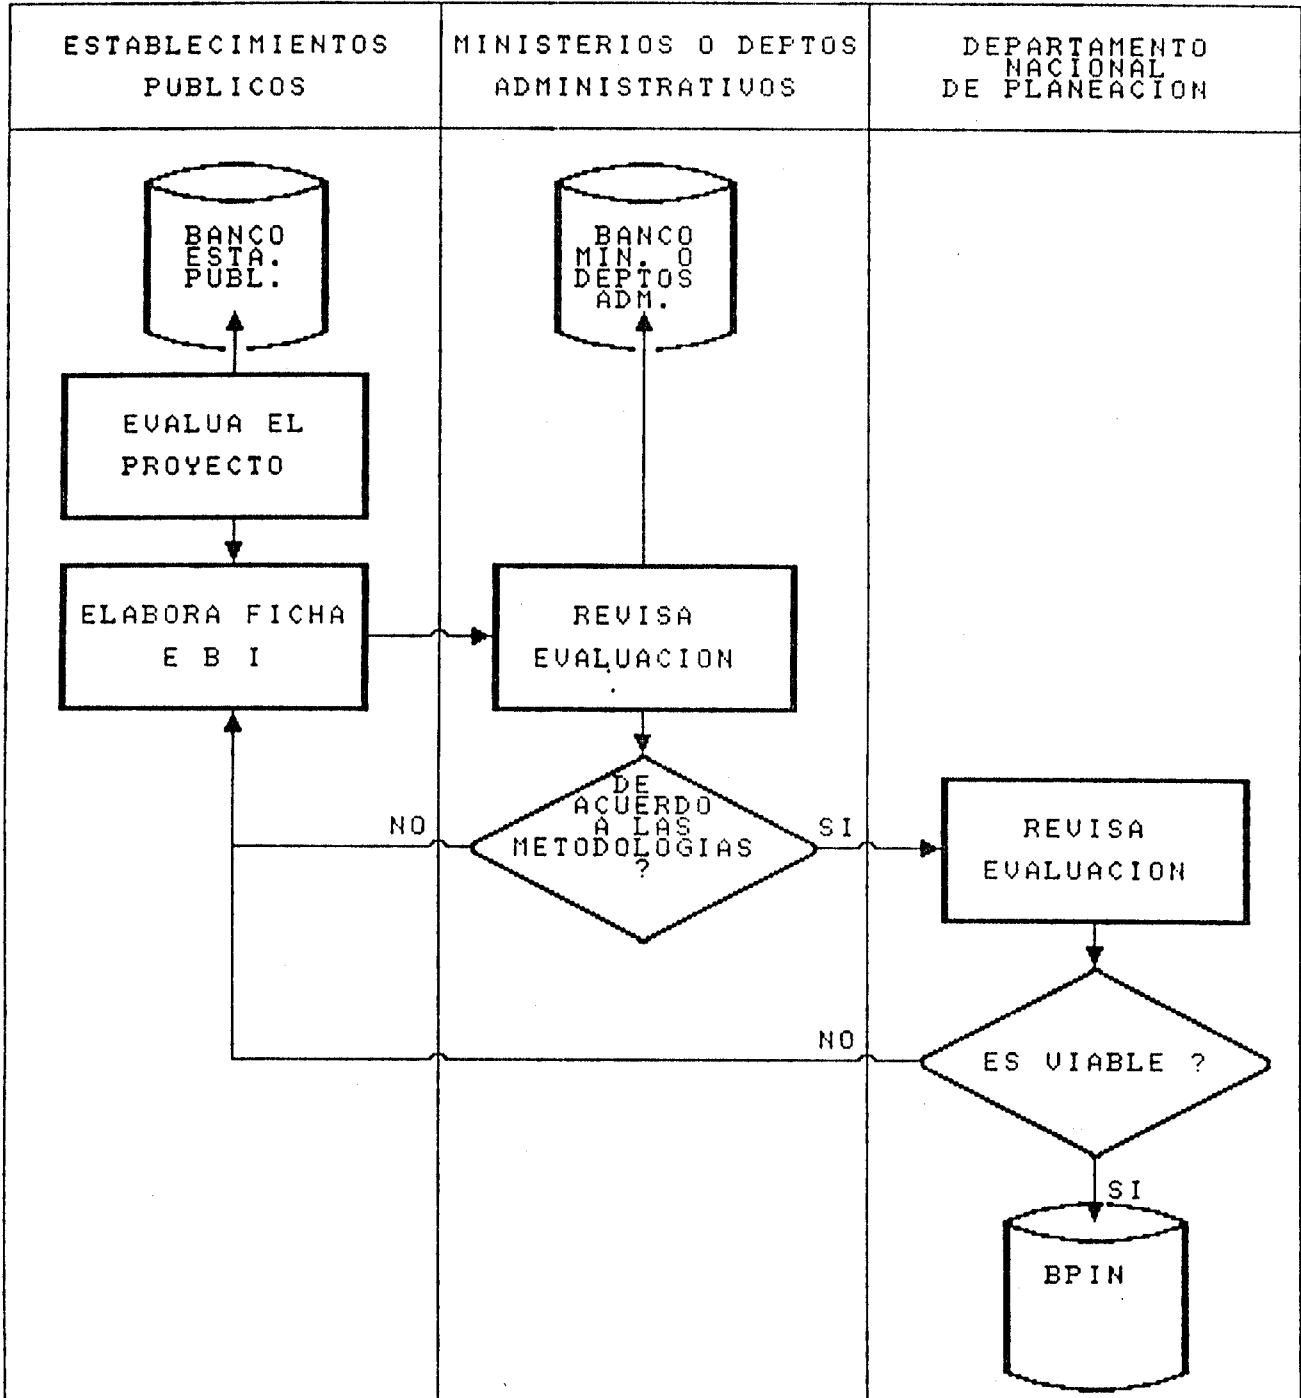 ESTABLECIMIENTOS
PUBLICOS
MINISTERIOS O DEPTOS
ADMINISTRATIVOS
DEPARTAMENTO
NACIONAL
DE PLANEACION
BANCO
ESTA.
PUBL.
BANCO
MIN. O
DEPTOS
ADM.
EVALUA EL
PROYECTO
ELABORA FICHA
E B I
REVISA
EVALUACION
DE
ACUERDO
A LAS
METODOLOGIAS
?
NO
SI
REVISA
EVALUACION
NO
ES VIABLE ?
SI
BPIN